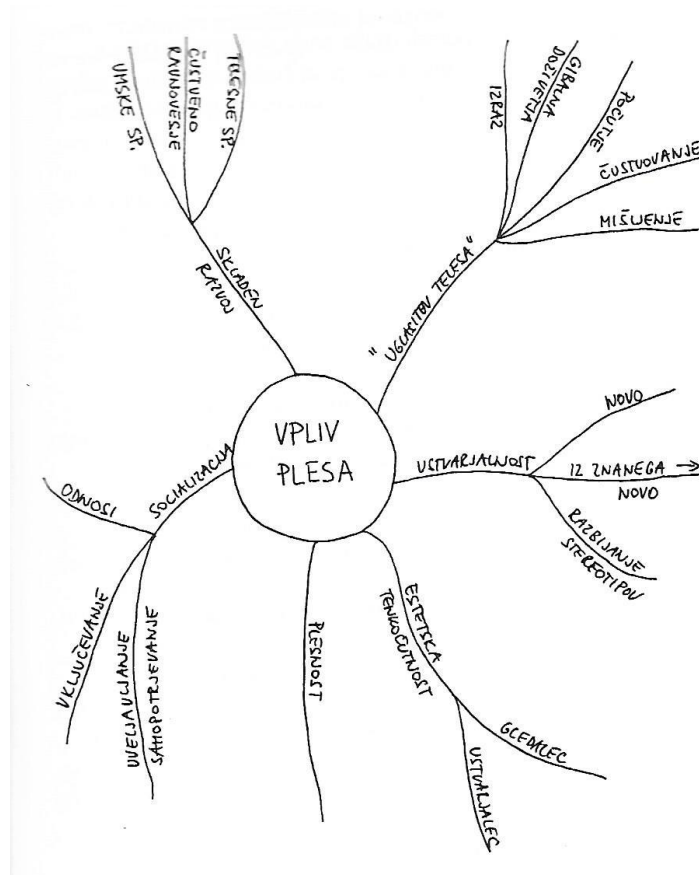 UMSKE SP.
ČUSTVENO
RAVNOVESJE
TELESNE SP.
SKLADEN
RAZVOJ
IZRAZ
GIBALNA
DOŽIVETJA
POČUTJE
ČUSTVOVANJE
MIŠLJENJE
"UGLASITEV TELESA"
VPLIV
PLESA
USTVARJALNOST
NOVO
IZ ZNANEGA →
NOVO
RAZBIJANJE
STEREOTIPOV
ESTETSKA
TENKOČUTNOST
GLEDALEC
USTVARJALEC
PLESNOST
SOCIALIZACIJA
ODNOSI
VKLJUČEVANJE
UVELJAVLJANJE
SAMOPOTRJEVANJE